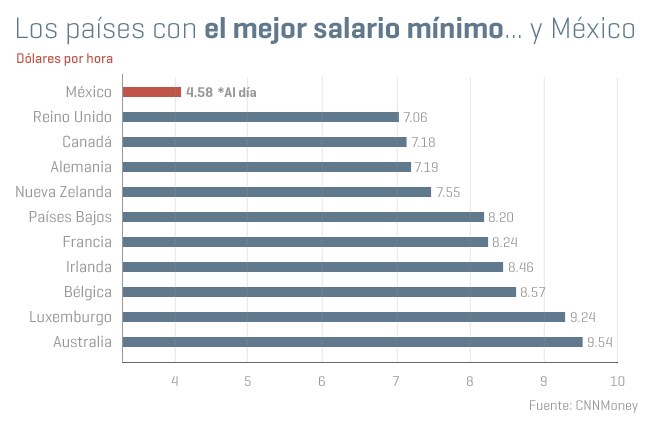 Los países con el mejor salario mínimo... y México
Dólares por hora
México 4.58 *Al día
Reino Unido 7.06
Canadá 7.18
Alemania 7.19
Nueva Zelanda 7.55
Países Bajos 8.20
Francia 8.24
Irlanda 8.46
Bélgica 8.57
Luxemburgo 9.24
Australia 9.54
4 5 6 7 8 9 10
Fuente: CNNMoney